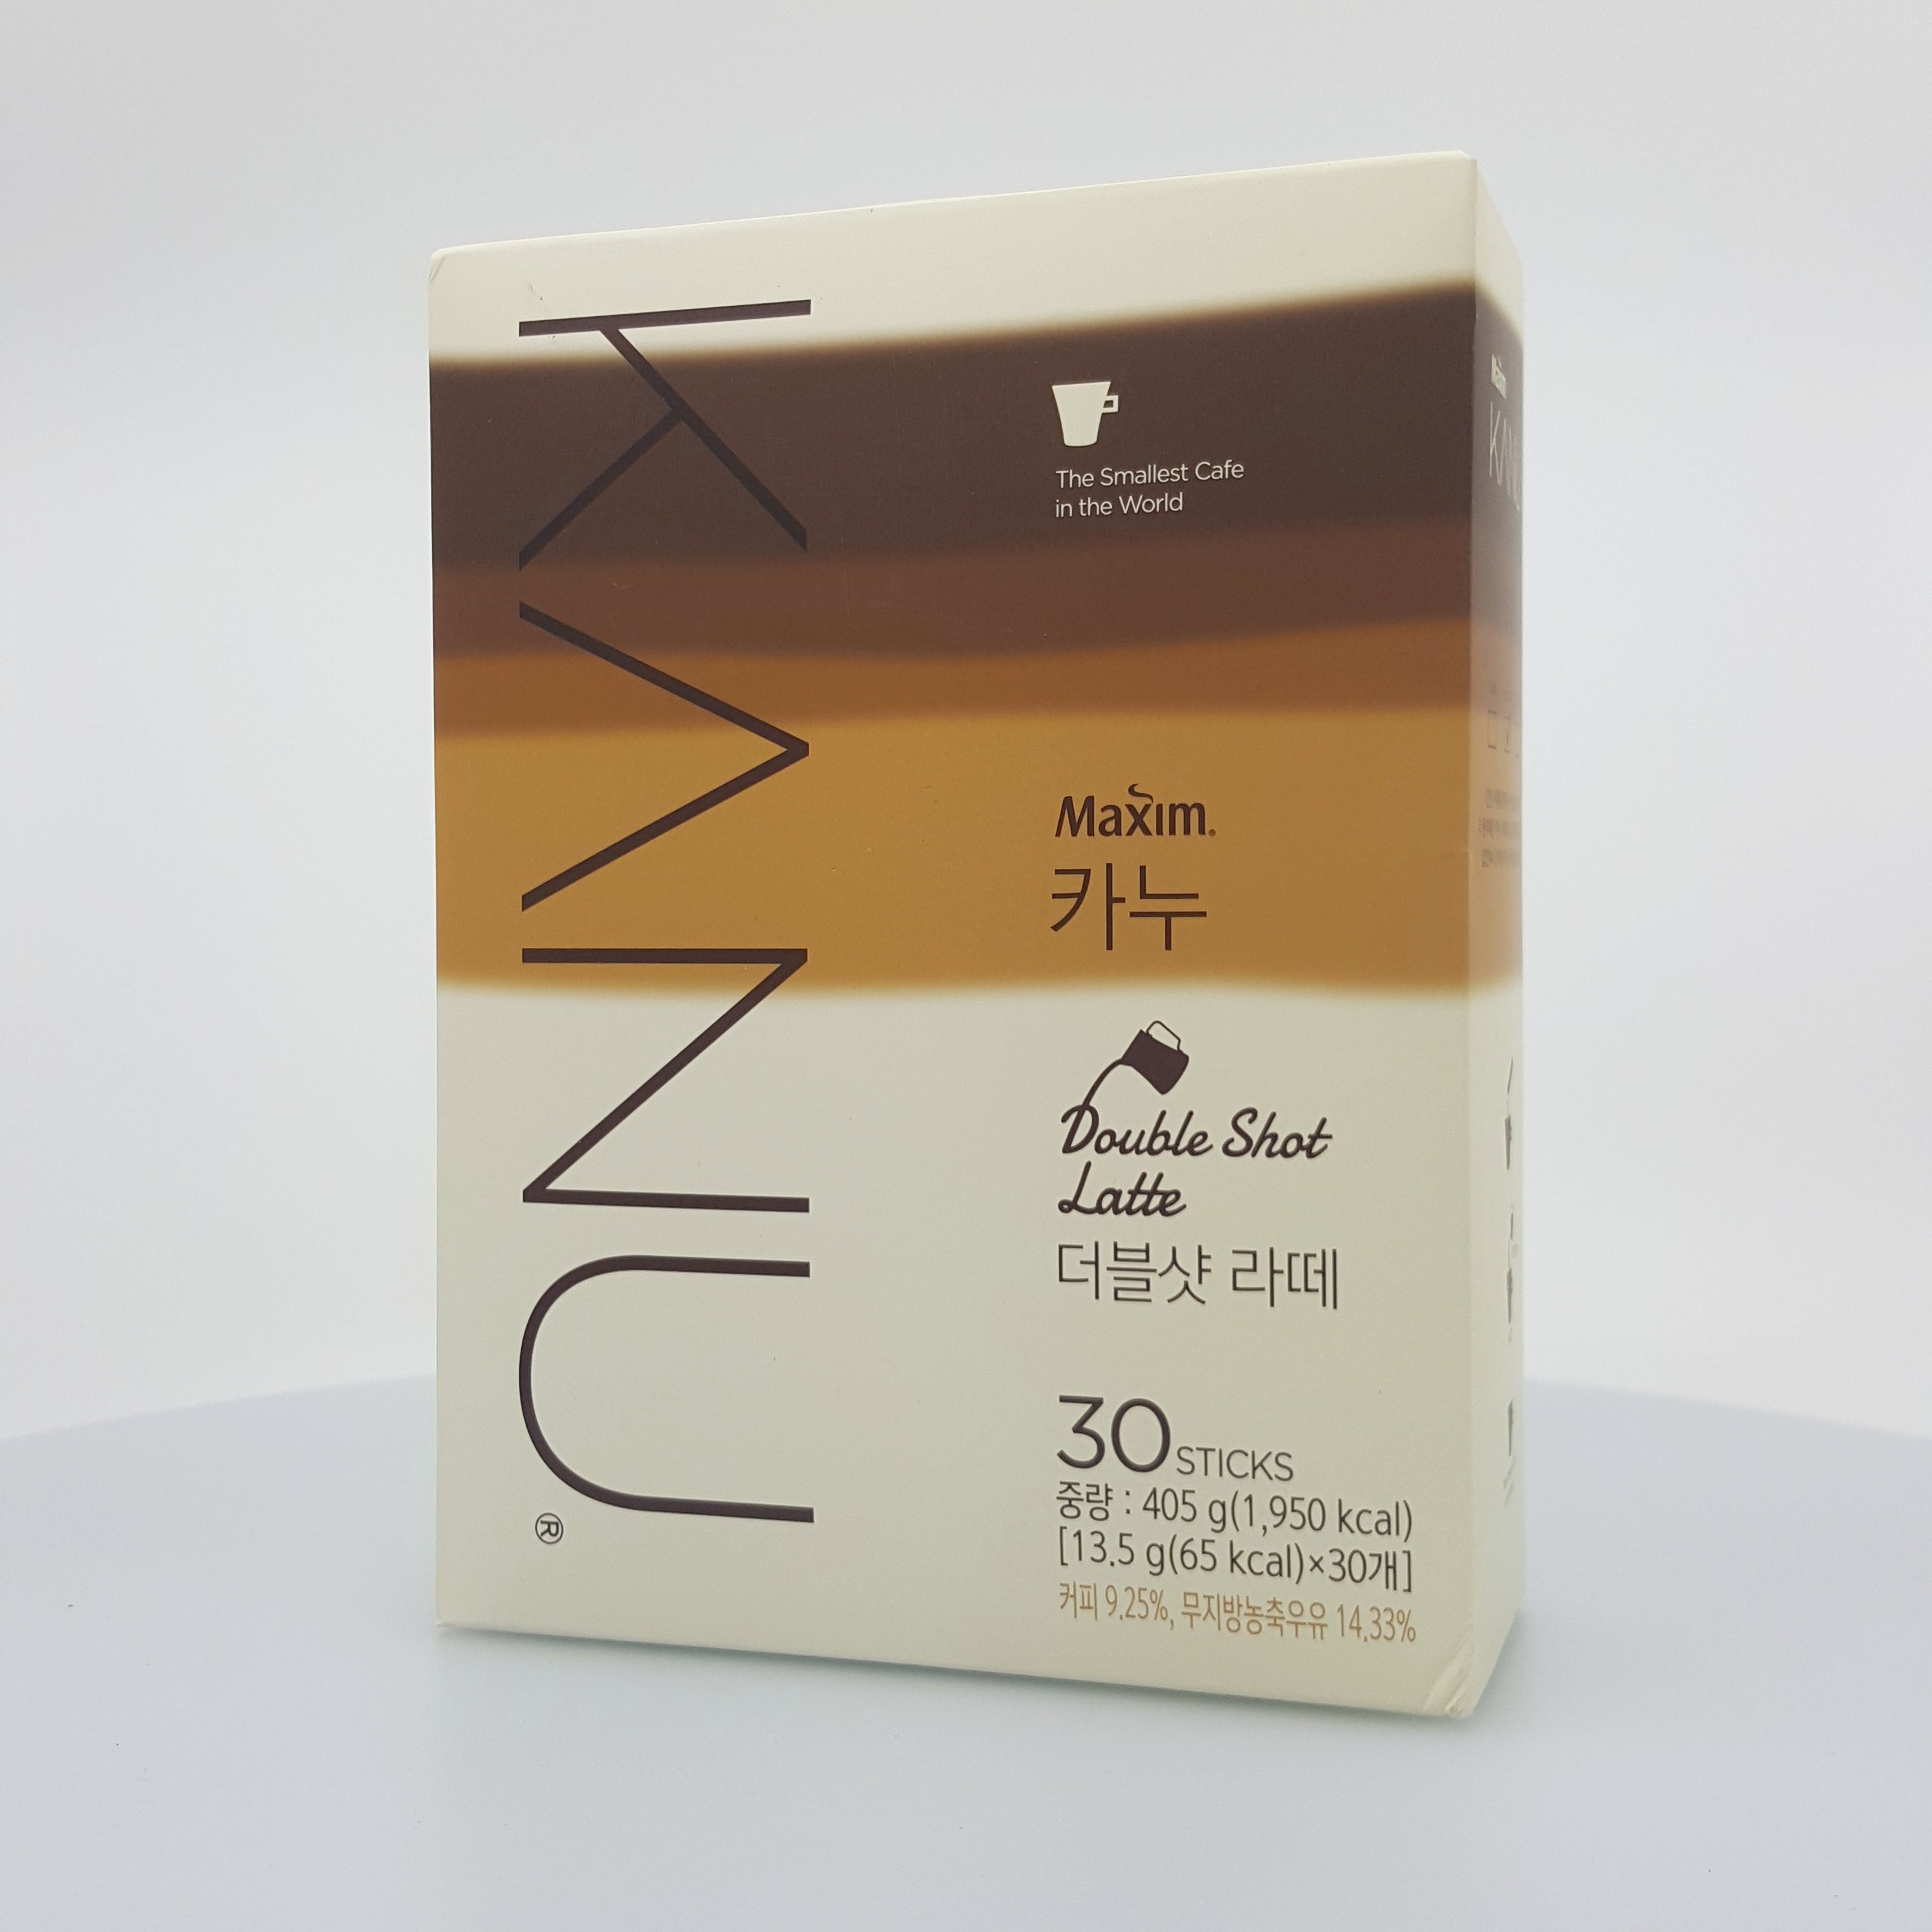 KANU®
The Smallest Cafe
in the World
Maxim®
카누
Double Shot
Latte
더블샷 라떼
30 STICKS
중량 : 405 g(1,950 kcal)
[13.5 g(65 kcal)×30개]
커피 9.25%, 무지방농축우유 14.33%
Maxim
KANU